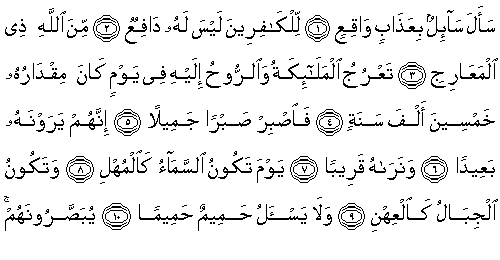 سَأَلَ سَآئِلٌۢ بِعَذَابٍ وَاقِعٍ ۝١ لِّلْكَـٰفِرِينَ لَيْسَ لَهُۥ دَافِعٌ ۝٢ مِّنَ ٱللَّهِ ذِى
ٱلْمَعَارِجِ ۝٣ تَعْرُجُ ٱلْمَلَـٰٓئِكَةُ وَٱلرُّوحُ إِلَيْهِ فِى يَوْمٍ كَانَ مِقْدَارُهُۥ
خَمْسِينَ أَلْفَ سَنَةٍ ۝٤ فَٱصْبِرْ صَبْرًا جَمِيلًا ۝٥ إِنَّهُمْ يَرَوْنَهُۥ
بَعِيدًا ۝٦ وَنَرَىٰهُ قَرِيبًا ۝٧ يَوْمَ تَكُونُ ٱلسَّمَآءُ كَٱلْمُهْلِ ۝٨ وَتَكُونُ
ٱلْجِبَالُ كَٱلْعِهْنِ ۝٩ وَلَا يَسْـَٔلُ حَمِيمٌ حَمِيمًا ۝١٠ يُبَصَّرُونَهُمْ ۚ